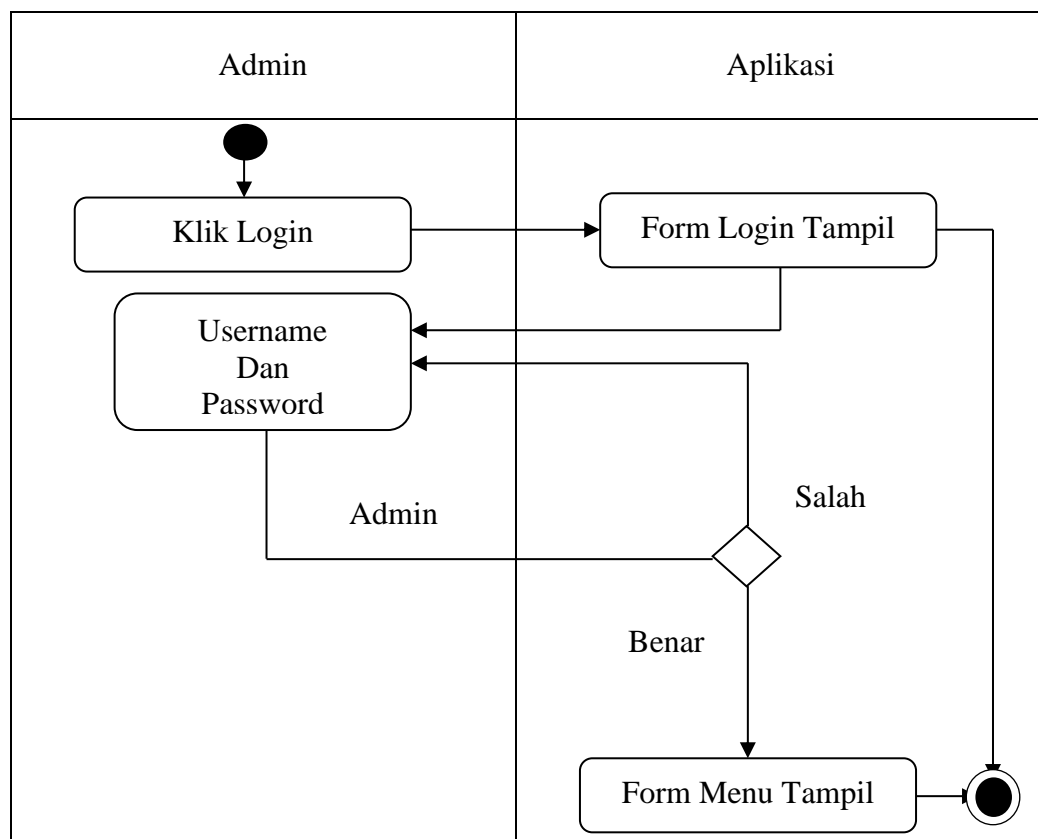 Admin
Aplikasi
Klik Login
Form Login Tampil
Username
Dan
Password
Salah
Admin
Benar
Form Menu Tampil